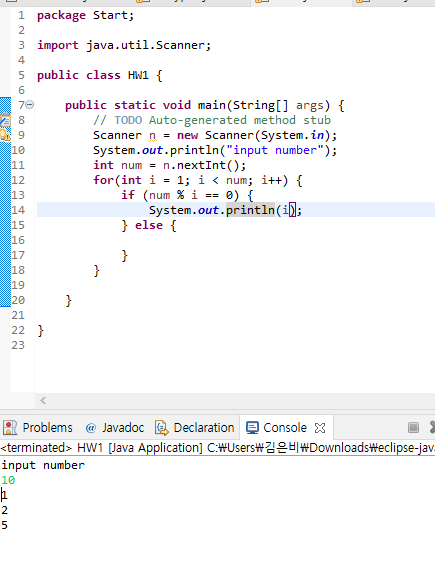 1 package Start;
2
3 import java.util.Scanner;
4
5 public class HW1 {
6
7 public static void main(String[] args) {
8 // TODO Auto-generated method stub
9 Scanner n = new Scanner(System.in);
10 System.out.println("input number");
11 int num = n.nextInt();
12 for(int i = 1; i < num; i++) {
13 if (num % i == 0) {
14 System.out.println(i);
15 } else {
16
17 }
18 }
19
20 }
21
22 }
23
Problems @ Javadoc Declaration Console
<terminated> HW1 [Java Application] C:₩Users₩김은비₩Downloads₩eclipse-jav
input number
10
1
2
5